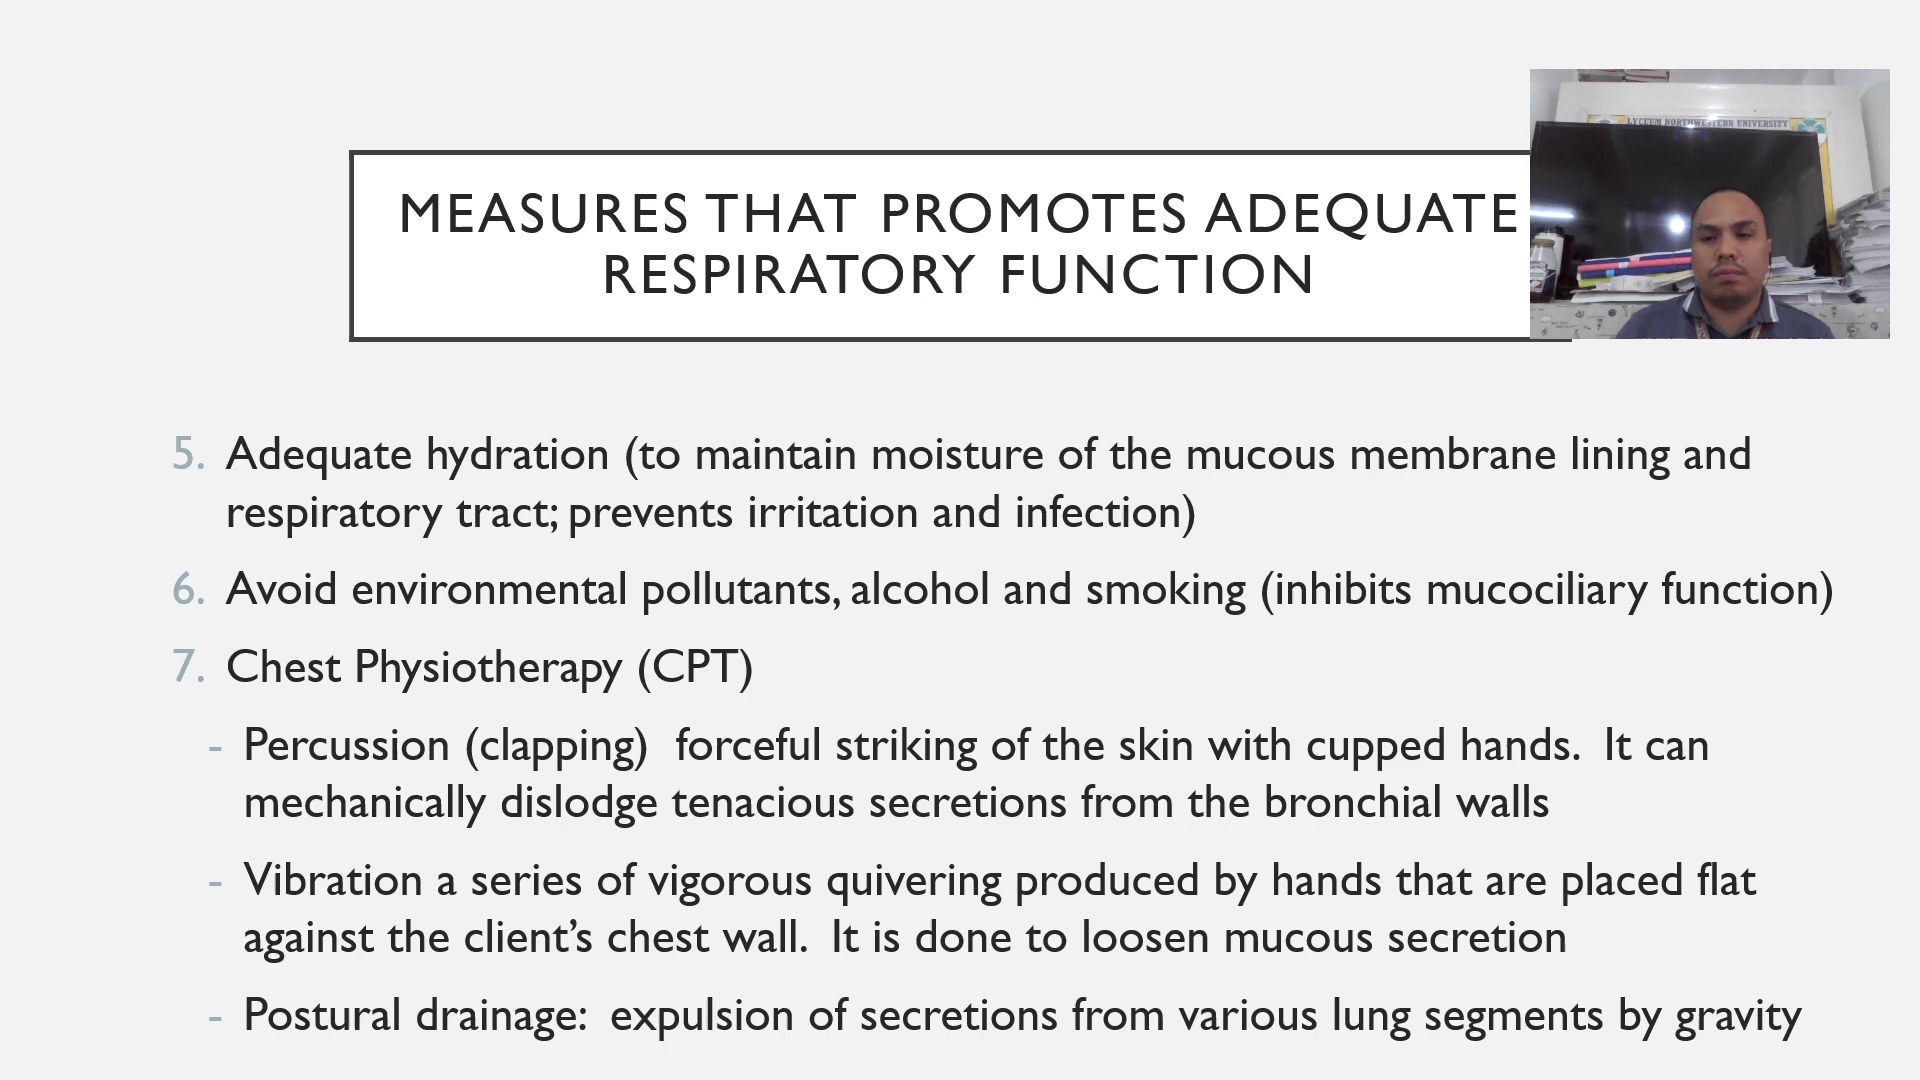 MEASURES THAT PROMOTES ADEQUATE
RESPIRATORY FUNCTION
LYCEUM NORTHWESTERN UNIVERSITY
5. Adequate hydration (to maintain moisture of the mucous membrane lining and
respiratory tract; prevents irritation and infection)
6. Avoid environmental pollutants, alcohol and smoking (inhibits mucociliary function)
7. Chest Physiotherapy (CPT)
- Percussion (clapping)  forceful striking of the skin with cupped hands.  It can
mechanically dislodge tenacious secretions from the bronchial walls
- Vibration a series of vigorous quivering produced by hands that are placed flat
against the client’s chest wall.  It is done to loosen mucous secretion
- Postural drainage:  expulsion of secretions from various lung segments by gravity